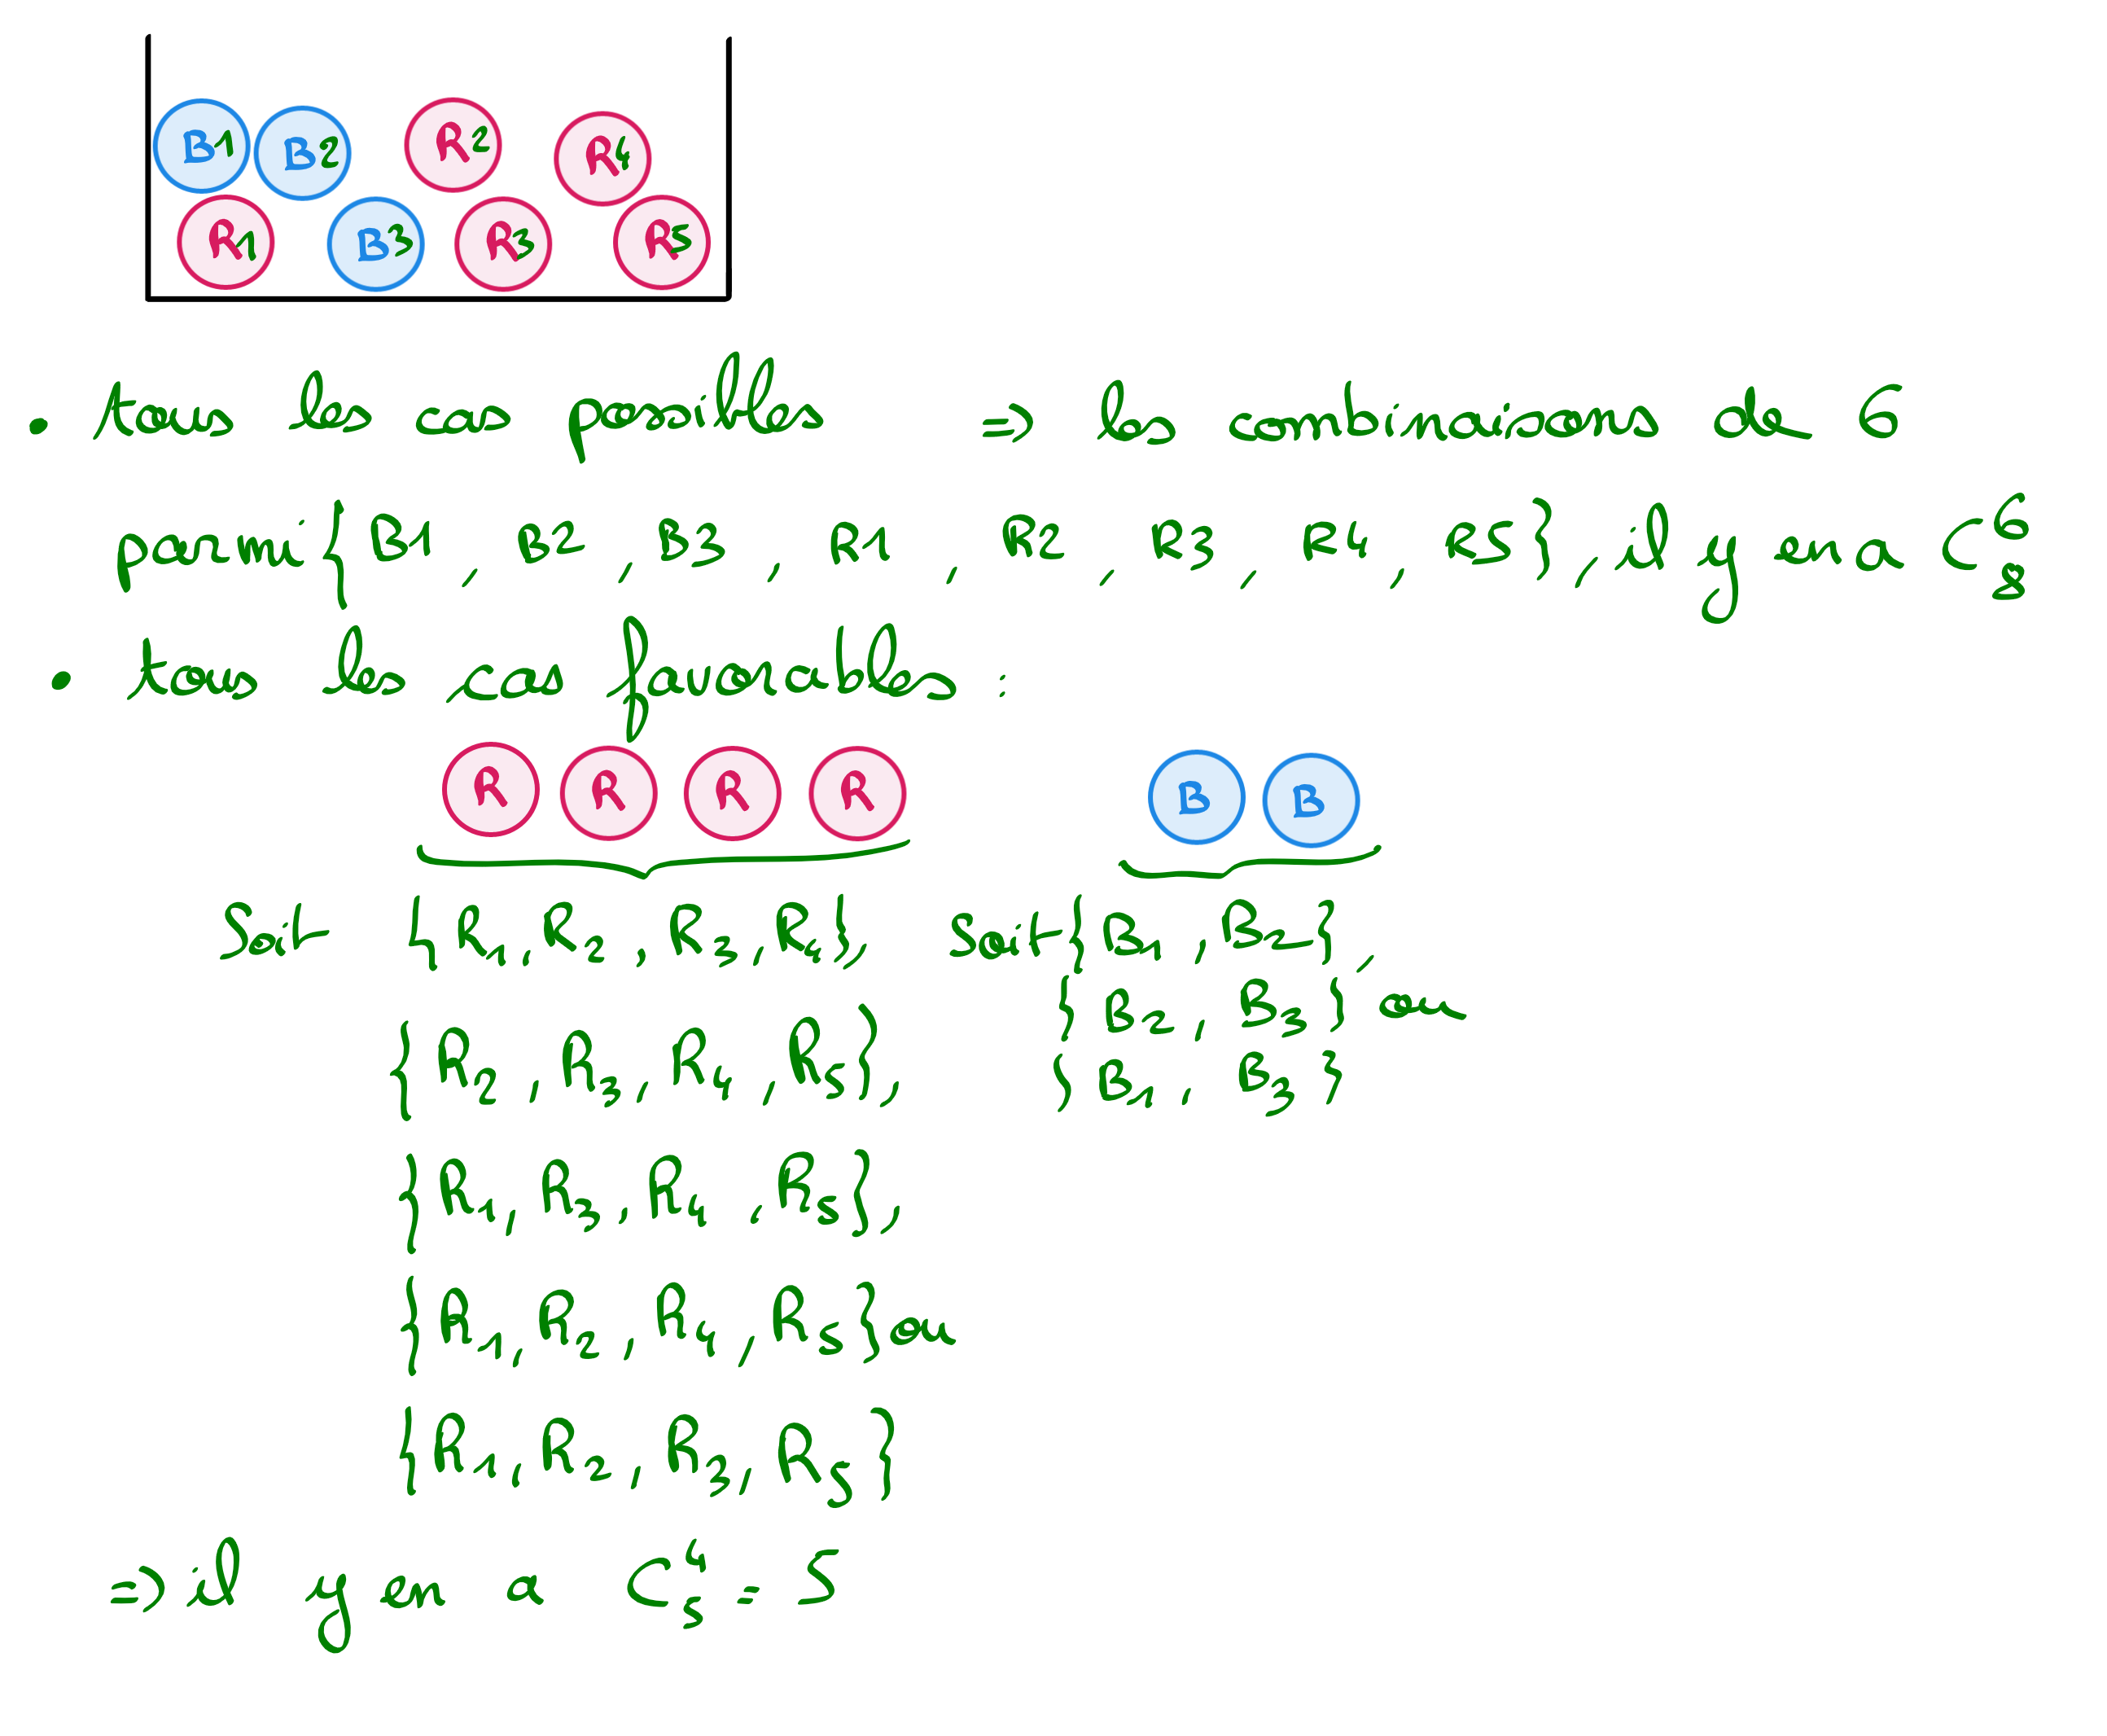 B1 B2 R2 R4
R1 B3 R3 R5
• tous les cas possibles => les combinaisons de 6
parmi {B1, B2, B3, R1, R2, R3, R4, R5}, il y en a C_8^6
• tous les cas favorables :
R R R R B B
Soit {R_1, R_2, R_3, R_4}, soit {B_1, B_2},
{B_2, B_3} ou
{R_2, R_3, R_4, R_5}, {B_1, B_3}
{R_1, R_3, R_4, R_5},
{R_1, R_2, R_4, R_5} ou
{R_1, R_2, R_3, R_5}
=> il y en a C_5^4 = 5